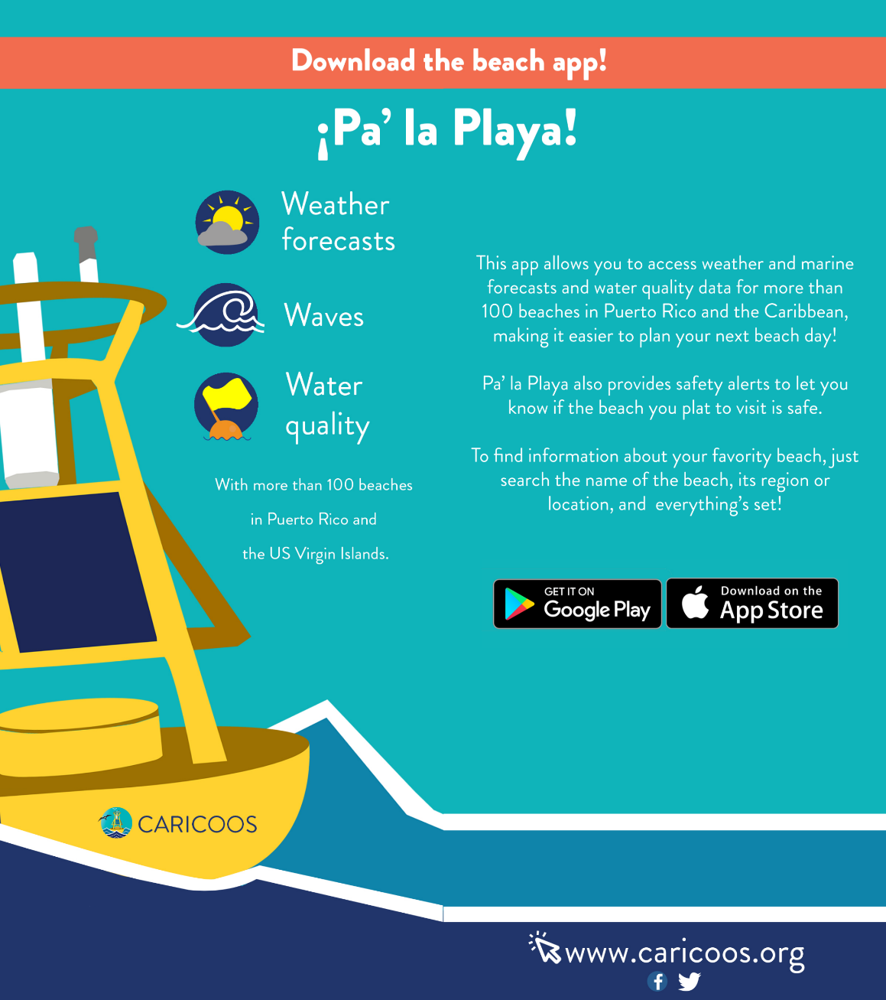 Download the beach app!
¡Pa’ la Playa!
Weather
forecasts
Waves
Water
quality
With more than 100 beaches
in Puerto Rico and
the US Virgin Islands.
This app allows you to access weather and marine
forecasts and water quality data for more than
100 beaches in Puerto Rico and the Caribbean,
making it easier to plan your next beach day!
Pa’ la Playa also provides safety alerts to let you
know if the beach you plat to visit is safe.
To find information about your favority beach, just
search the name of the beach, its region or
location, and everything’s set!
GET IT ON
Google Play
Download on the
App Store
CARICOOS
www.caricoos.org